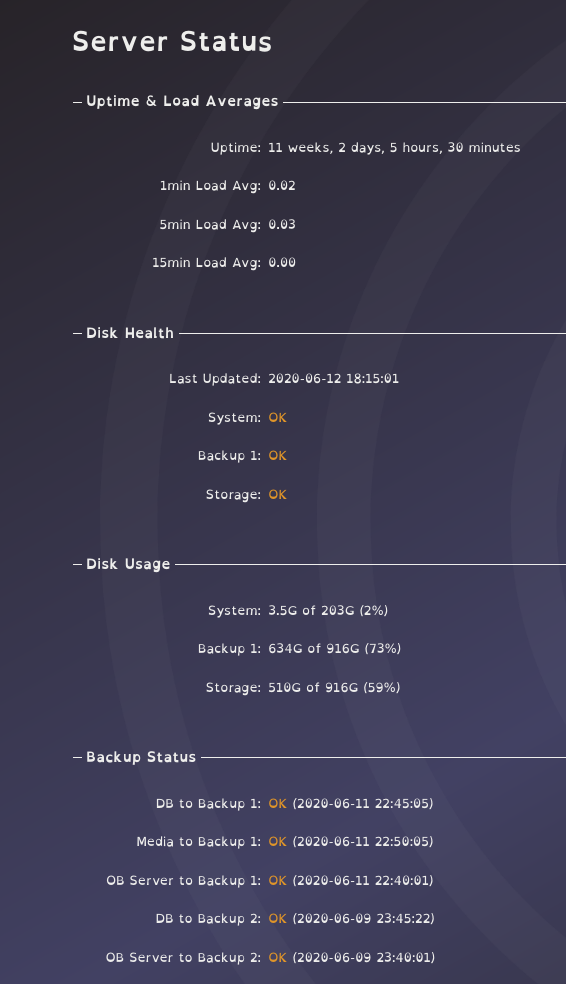 Server Status
Uptime & Load Averages
Uptime: 11 weeks, 2 days, 5 hours, 30 minutes
1min Load Avg: 0.02
5min Load Avg: 0.03
15min Load Avg: 0.00
Disk Health
Last Updated: 2020-06-12 18:15:01
System: OK
Backup 1: OK
Storage: OK
Disk Usage
System: 3.5G of 203G (2%)
Backup 1: 634G of 916G (73%)
Storage: 510G of 916G (59%)
Backup Status
DB to Backup 1: OK (2020-06-11 22:45:05)
Media to Backup 1: OK (2020-06-11 22:50:05)
OB Server to Backup 1: OK (2020-06-11 22:40:01)
DB to Backup 2: OK (2020-06-09 23:45:22)
OB Server to Backup 2: OK (2020-06-09 23:40:01)